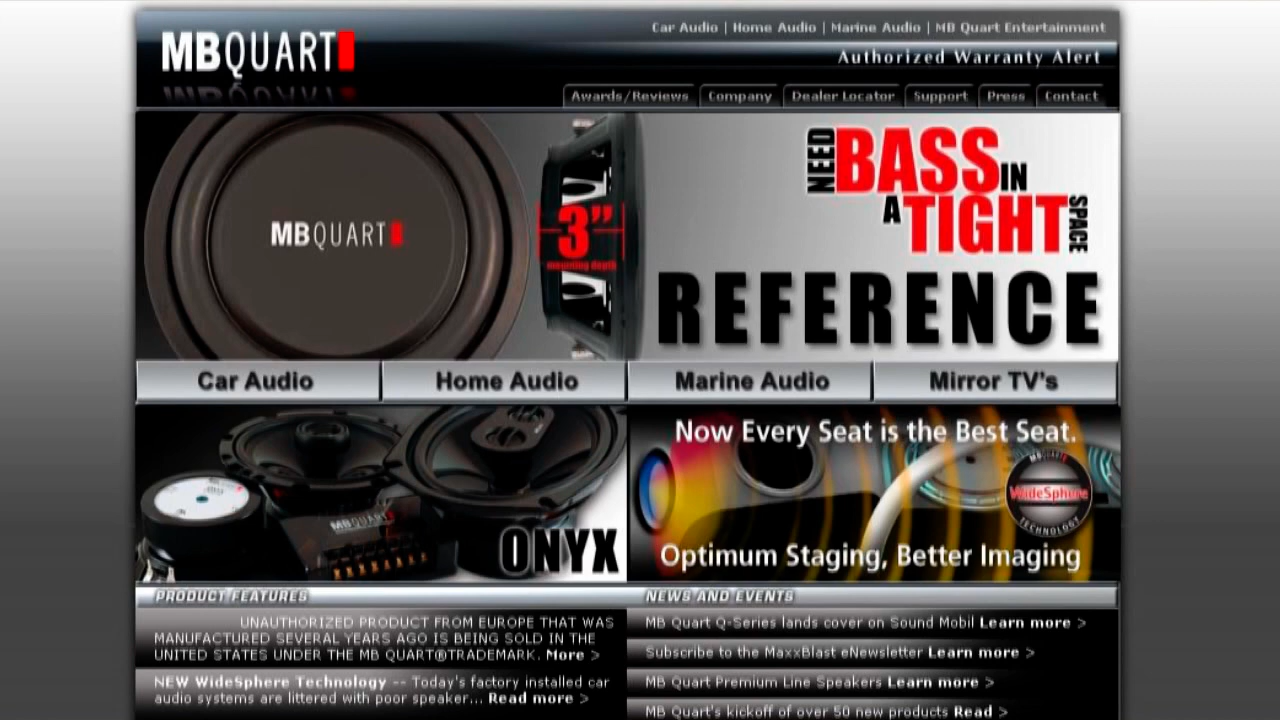 Car Audio | Home Audio | Marine Audio | MB Quart Entertainment
MBQUART
Authorized Warranty Alert
Awards/Reviews Company Dealer Locator Support Press Contact
NEED BASS IN
A TIGHT SPACE
MBQUART
3"
mounting depth
REFERENCE
Car Audio Home Audio Marine Audio Mirror TV's
Now Every Seat is the Best Seat.
MBQUART
WideSphere
TECHNOLOGY
MBQUART
ONYX
Optimum Staging, Better Imaging
PRODUCT FEATURES
UNAUTHORIZED PRODUCT FROM EUROPE THAT WAS
MANUFACTURED SEVERAL YEARS AGO IS BEING SOLD IN THE
UNITED STATES UNDER THE MB QUART®TRADEMARK. More >
NEW WideSphere Technology -- Today's factory installed car
audio systems are littered with poor speaker... Read more >
NEWS AND EVENTS
MB Quart Q-Series lands cover on Sound Mobil Learn more >
Subscribe to the MaxxBlast eNewsletter Learn more >
MB Quart Premium Line Speakers Learn more >
MB Quart's kickoff of over 50 new products Read >